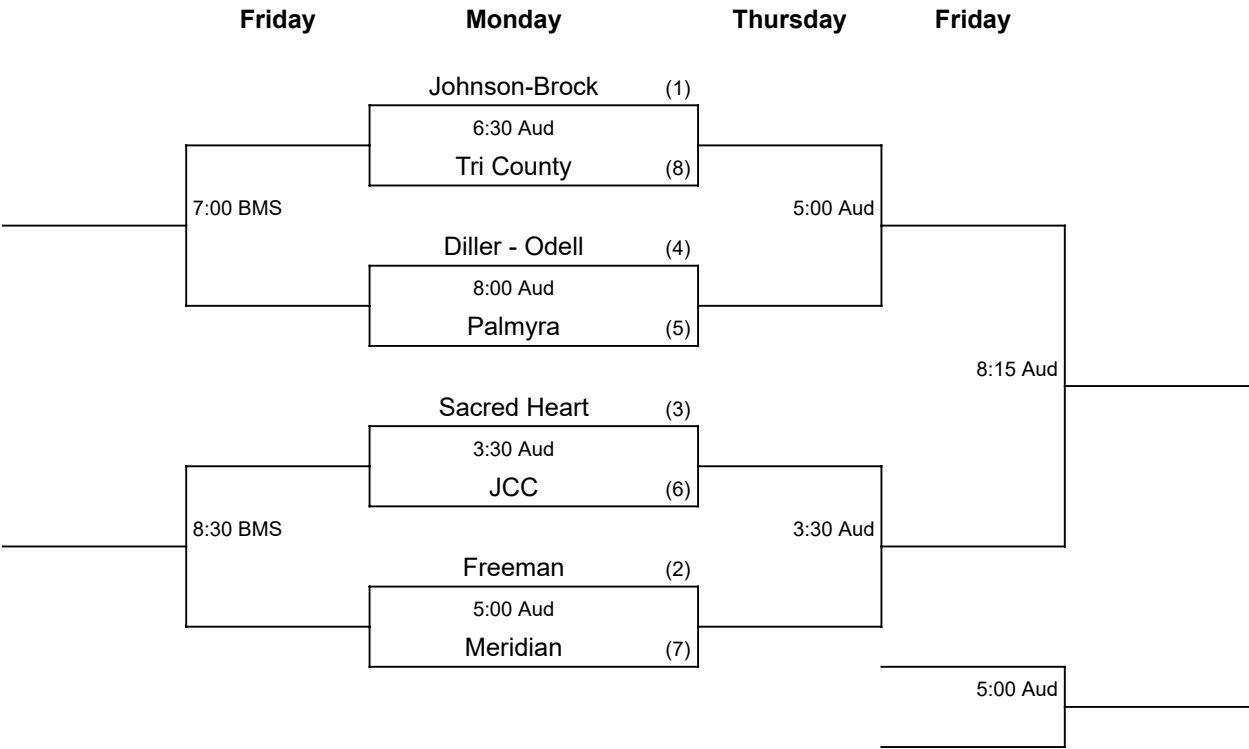 Friday Monday Thursday Friday
Johnson-Brock (1)
6:30 Aud
Tri County (8)
7:00 BMS 5:00 Aud
Diller - Odell (4)
8:00 Aud
Palmyra (5)
8:15 Aud
Sacred Heart (3)
3:30 Aud
JCC (6)
8:30 BMS 3:30 Aud
Freeman (2)
5:00 Aud
Meridian (7)
5:00 Aud